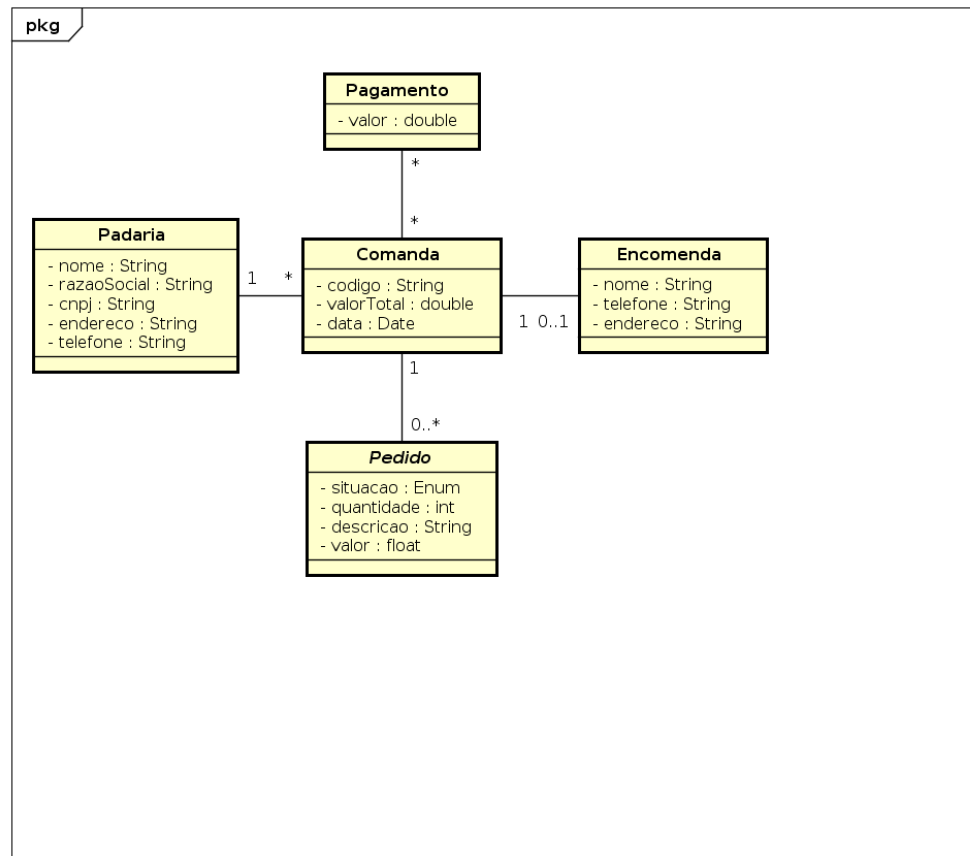 pkg
Pagamento
- valor : double
*
*
Padaria
- nome : String
- razaoSocial : String
- cnpj : String
- endereco : String
- telefone : String
1 *
Comanda
- codigo : String
- valorTotal : double
- data : Date
1 0..1
Encomenda
- nome : String
- telefone : String
- endereco : String
1
0..*
Pedido
- situacao : Enum
- quantidade : int
- descricao : String
- valor : float